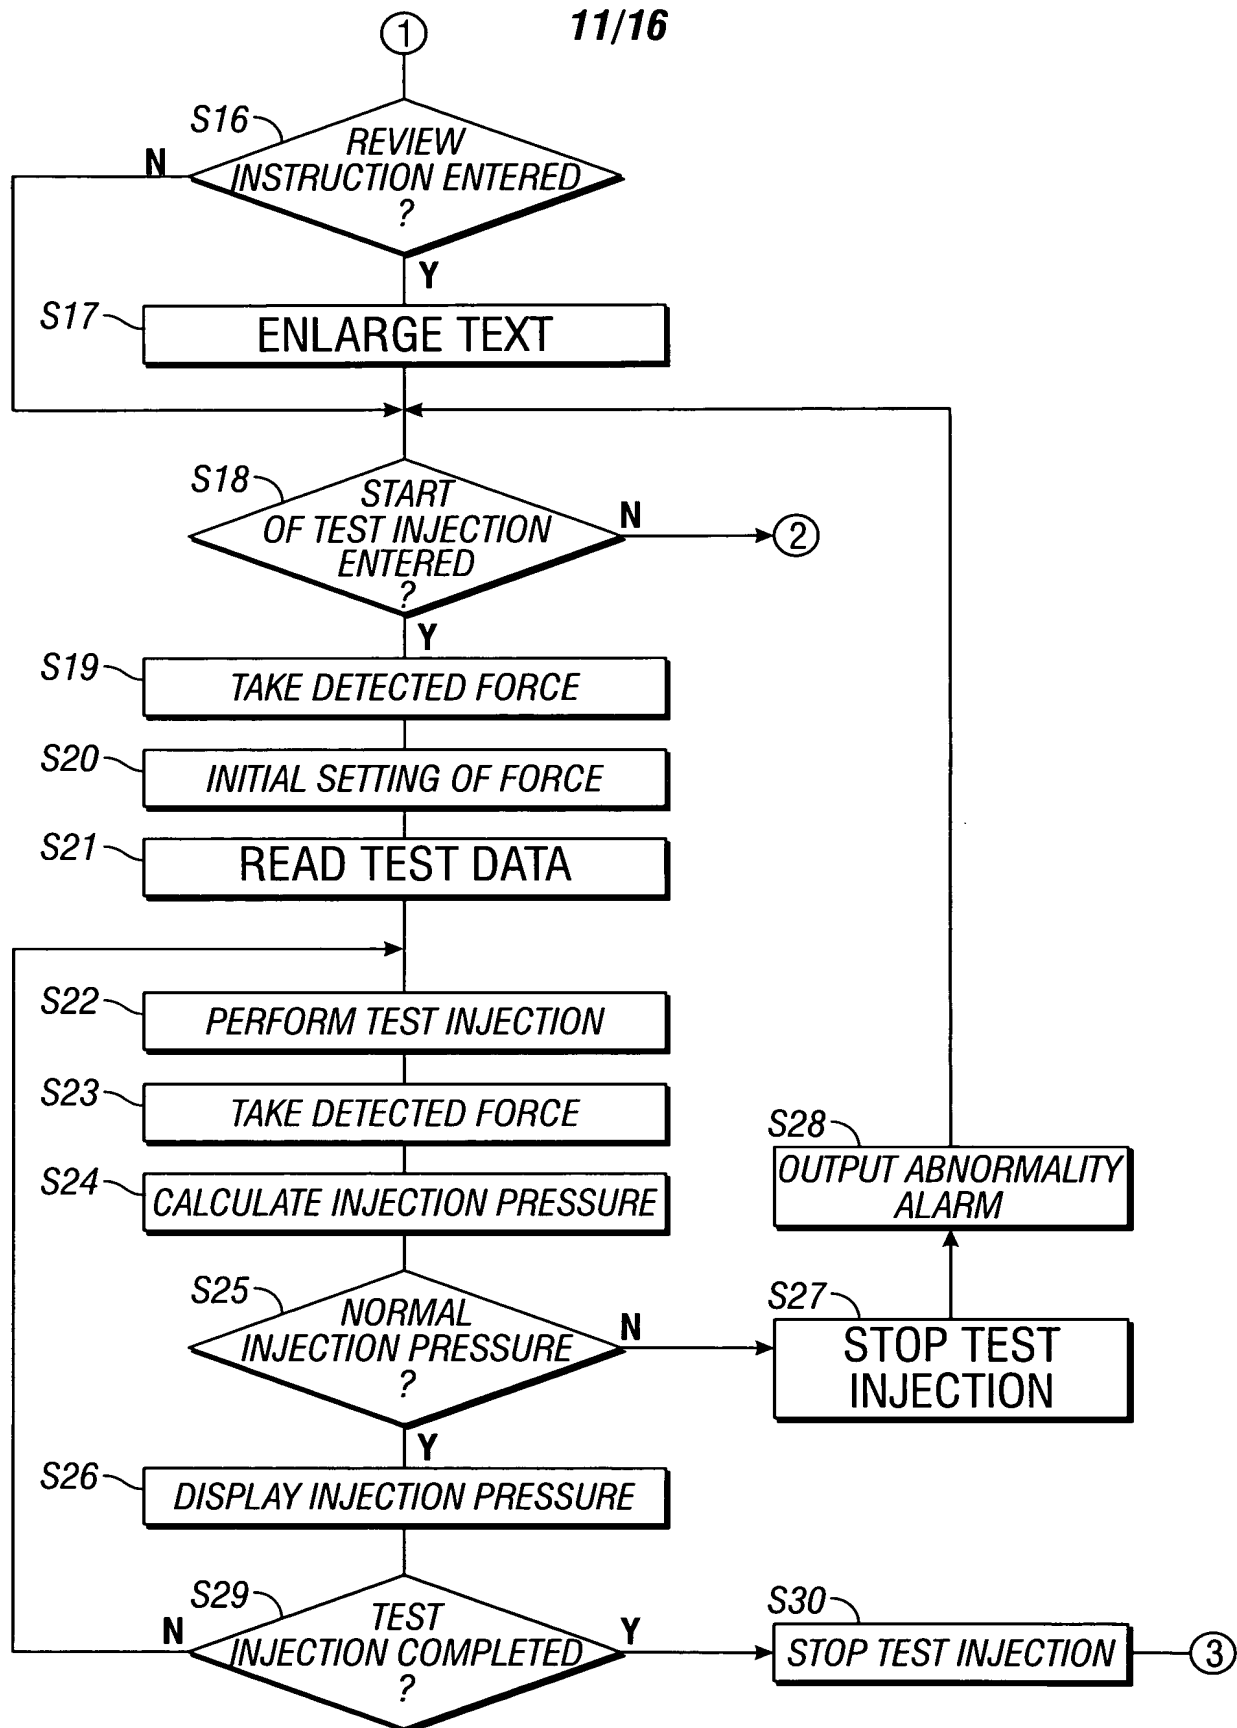 11/16
1
S16
REVIEW
INSTRUCTION ENTERED
?
N
Y
S17
ENLARGE TEXT
S18
START
OF TEST INJECTION
ENTERED
?
N
2
Y
S19
TAKE DETECTED FORCE
S20
INITIAL SETTING OF FORCE
S21
READ TEST DATA
S22
PERFORM TEST INJECTION
S23
TAKE DETECTED FORCE
S24
CALCULATE INJECTION PRESSURE
S28
OUTPUT ABNORMALITY
ALARM
S25
NORMAL
INJECTION PRESSURE
?
N
Y
S27
STOP TEST
INJECTION
S26
DISPLAY INJECTION PRESSURE
S29
TEST
INJECTION COMPLETED
?
N
Y
S30
STOP TEST INJECTION
3